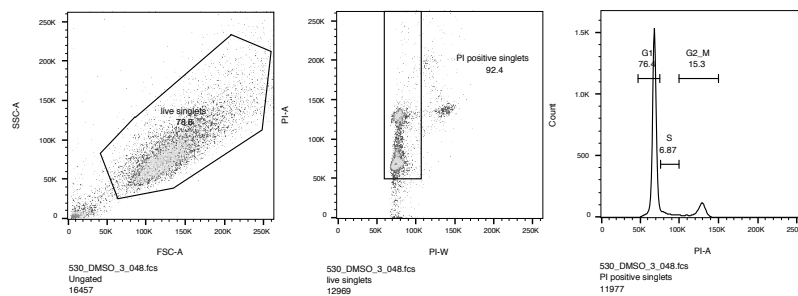 250K
200K
150K
100K
50K
0
SSC-A
live singlets
78.8
0
50K
100K
150K
200K
250K
FSC-A
530_DMSO_3_048.fcs
Ungated
16457
250K
200K
150K
100K
50K
0
PI-A
PI positive singlets
92.4
0
50K
100K
150K
200K
250K
PI-W
530_DMSO_3_048.fcs
live singlets
12969
1.5K
1.0K
500
0
Count
G1
76.4
G2_M
15.3
S
6.87
0
50K
100K
150K
200K
250K
PI-A
530_DMSO_3_048.fcs
PI positive singlets
11977